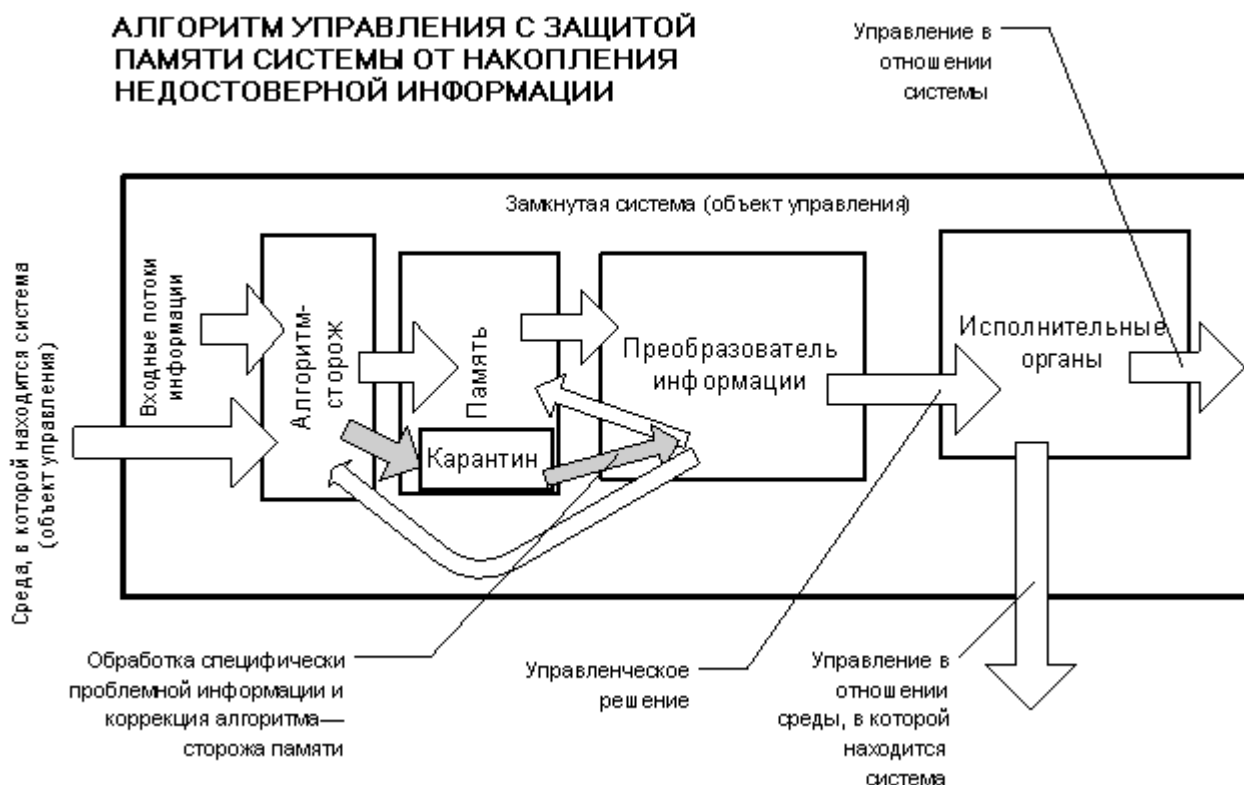 АЛГОРИТМ УПРАВЛЕНИЯ С ЗАЩИТОЙ
ПАМЯТИ СИСТЕМЫ ОТ НАКОПЛЕНИЯ
НЕДОСТОВЕРНОЙ ИНФОРМАЦИИ
Управление в
отношении
системы
Замкнутая система (объект управления)
Среда, в которой находится система
(объект управления)
Входные потоки
информации
Алгоритм-
сторож
Память
Карантин
Преобразователь
информации
Исполнительные
органы
Обработка специфически
проблемной информации и
коррекция алгоритма—
сторожа памяти
Управленческое
решение
Управление в
отношении
среды, в которой
находится
система